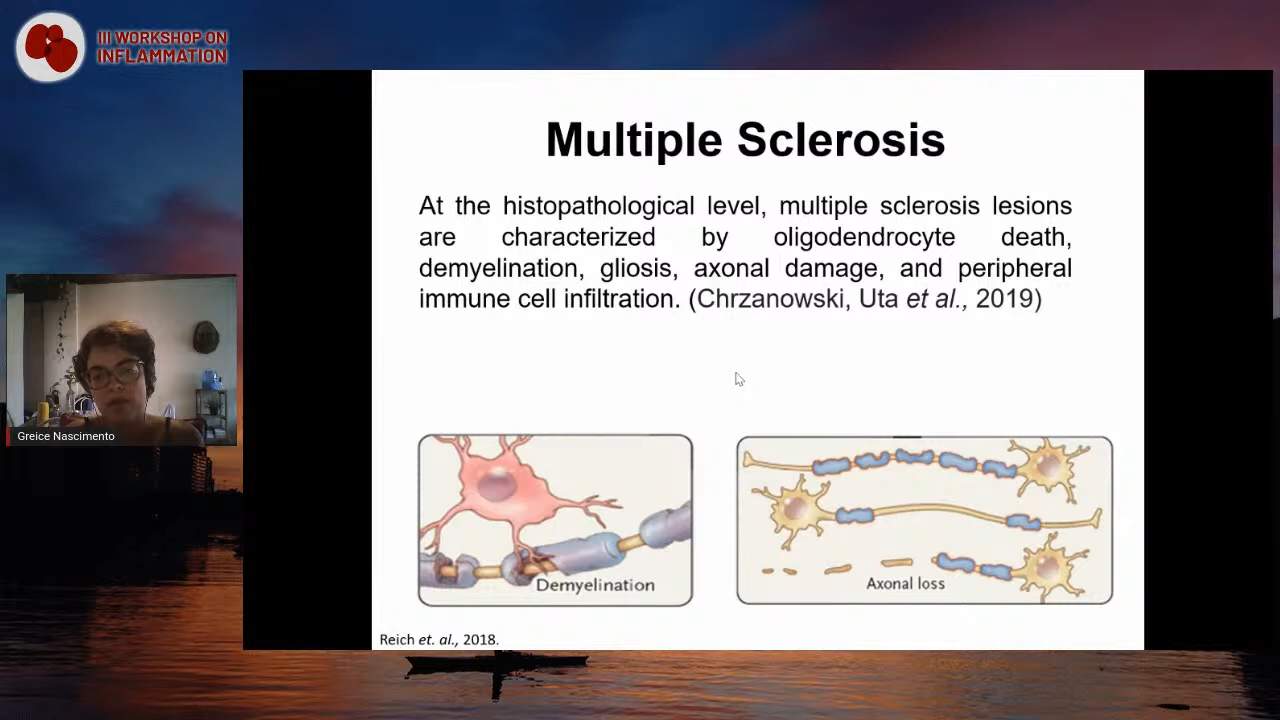 III WORKSHOP ON
INFLAMMATION
Multiple Sclerosis
At the histopathological level, multiple sclerosis lesions
are characterized by oligodendrocyte death,
demyelination, gliosis, axonal damage, and peripheral
immune cell infiltration. (Chrzanowski, Uta et al., 2019)
Greice Nascimento
Demyelination
Axonal loss
Reich et. al., 2018.